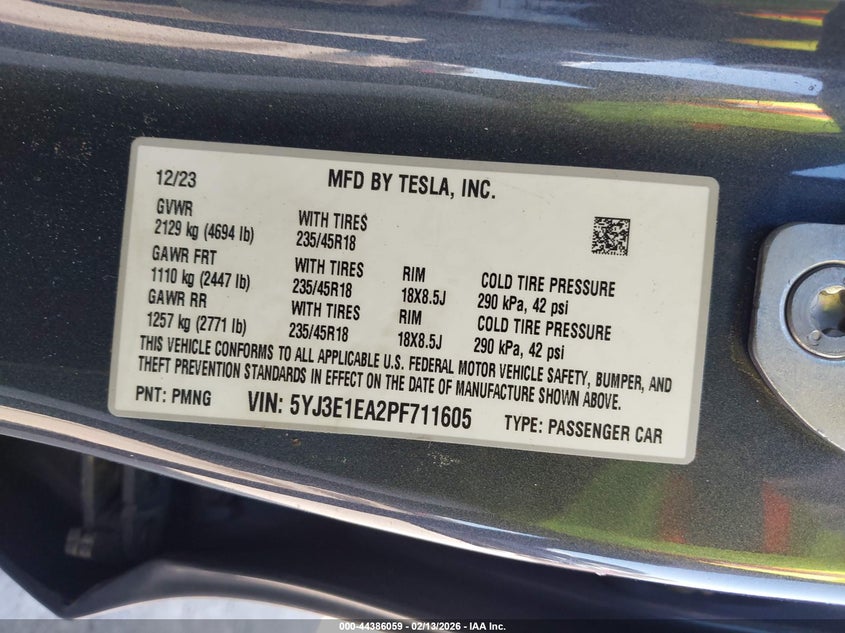 12/23 MFD BY TESLA, INC.
GVWR
2129 kg (4694 lb) WITH TIRES
235/45R18
GAWR FRT
1110 kg (2447 lb) WITH TIRES
235/45R18 RIM
18X8.5J COLD TIRE PRESSURE
290 kPa, 42 psi
GAWR RR
1257 kg (2771 lb) WITH TIRES
235/45R18 RIM
18X8.5J COLD TIRE PRESSURE
290 kPa, 42 psi
THIS VEHICLE CONFORMS TO ALL APPLICABLE U.S. FEDERAL MOTOR VEHICLE SAFETY, BUMPER, AND
THEFT PREVENTION STANDARDS IN EFFECT ON THE DATE OF MANUFACTURE SHOWN ABOVE.
PNT: PMNG VIN: 5YJ3E1EA2PF711605 TYPE: PASSENGER CAR
000-44386059 - 02/13/2026 - IAA Inc.